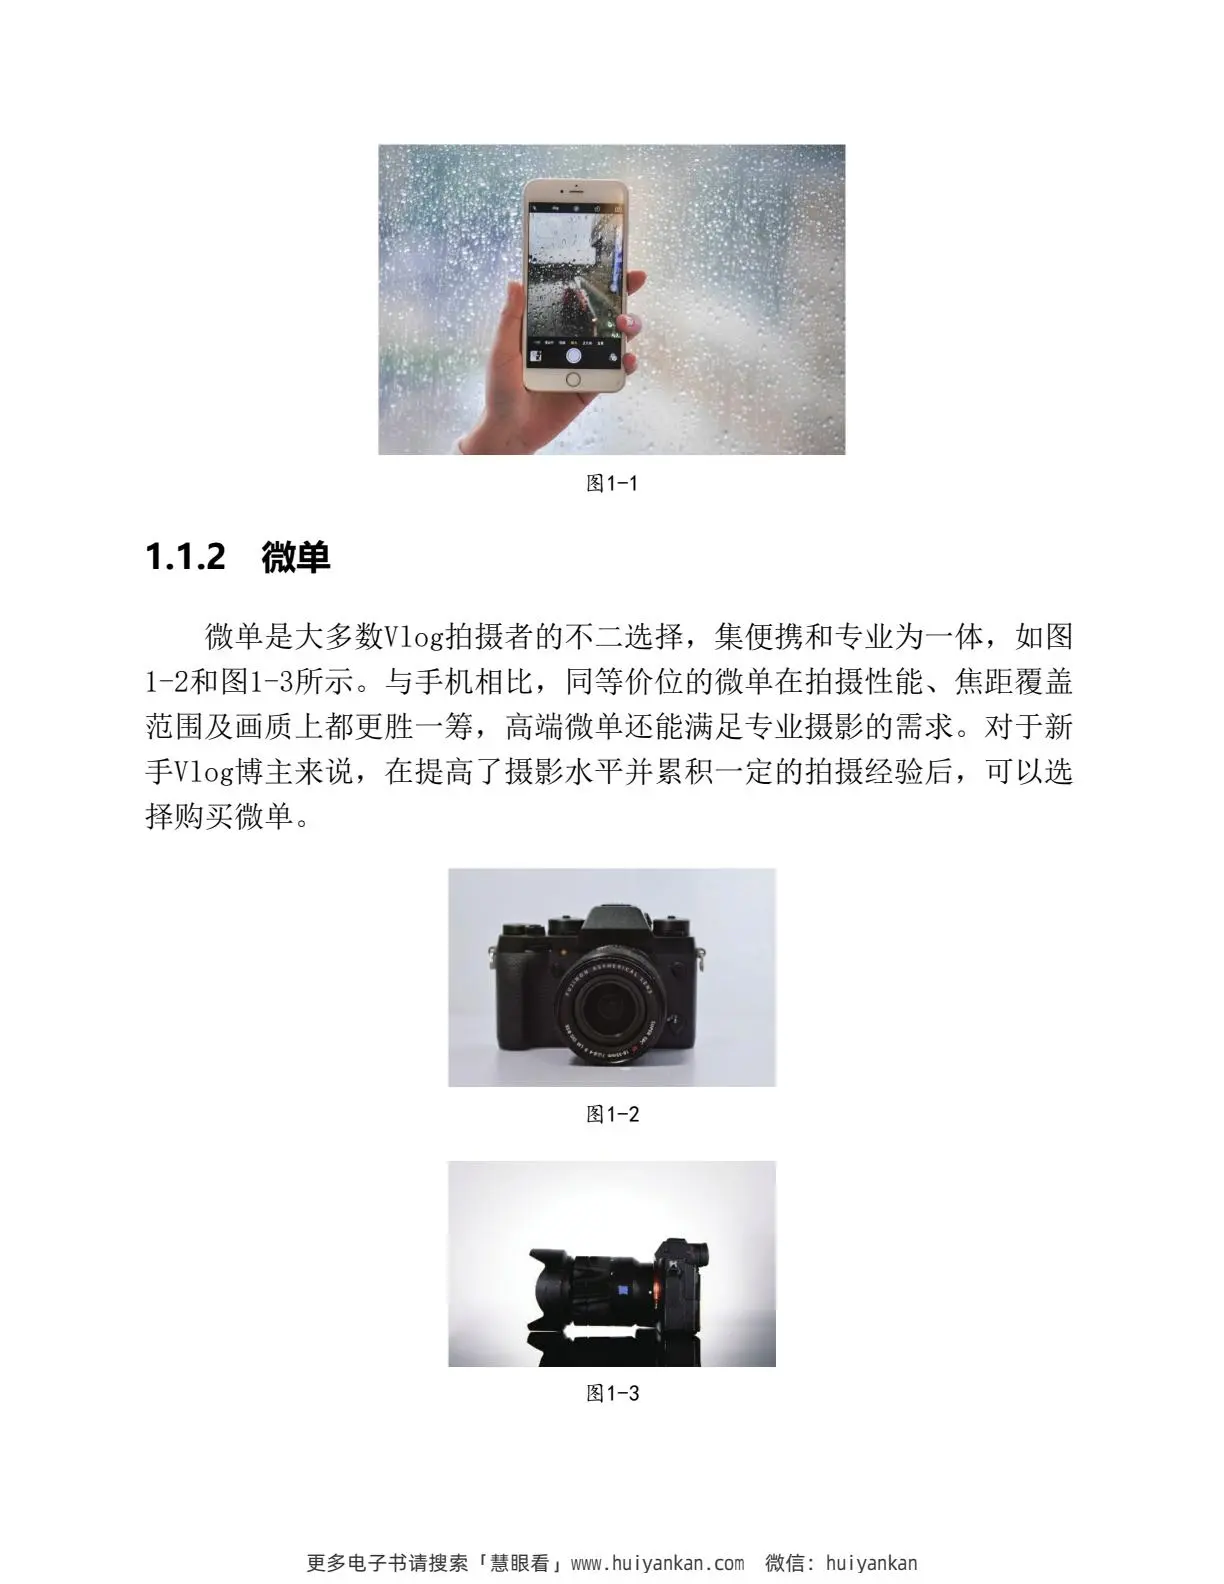 图1-1
1.1.2 微单
微单是大多数Vlog拍摄者的不二选择，集便携和专业为一体，如图
1-2和图1-3所示。与手机相比，同等价位的微单在拍摄性能、焦距覆盖
范围及画质上都更胜一筹，高端微单还能满足专业摄影的需求。对于新
手Vlog博主来说，在提高了摄影水平并累积一定的拍摄经验后，可以选
择购买微单。
FUJINON ASPHERICAL LENS
图1-2
图1-3
更多电子书请搜索「慧眼看」www.huiyankan.com 微信：huiyankan